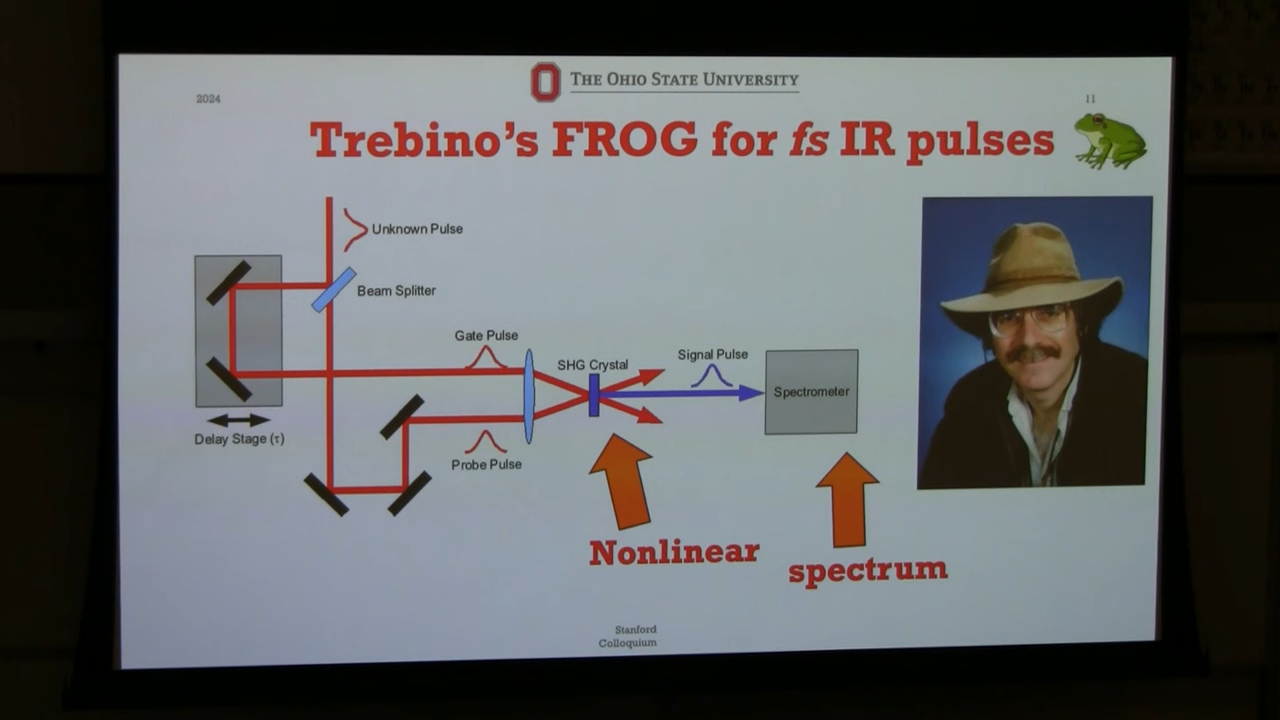 THE OHIO STATE UNIVERSITY
2024
11
Trebino's FROG for fs IR pulses
Unknown Pulse
Beam Splitter
Gate Pulse
SHG Crystal
Signal Pulse
Spectrometer
Delay Stage (τ)
Probe Pulse
Nonlinear
spectrum
Stanford
Colloquium